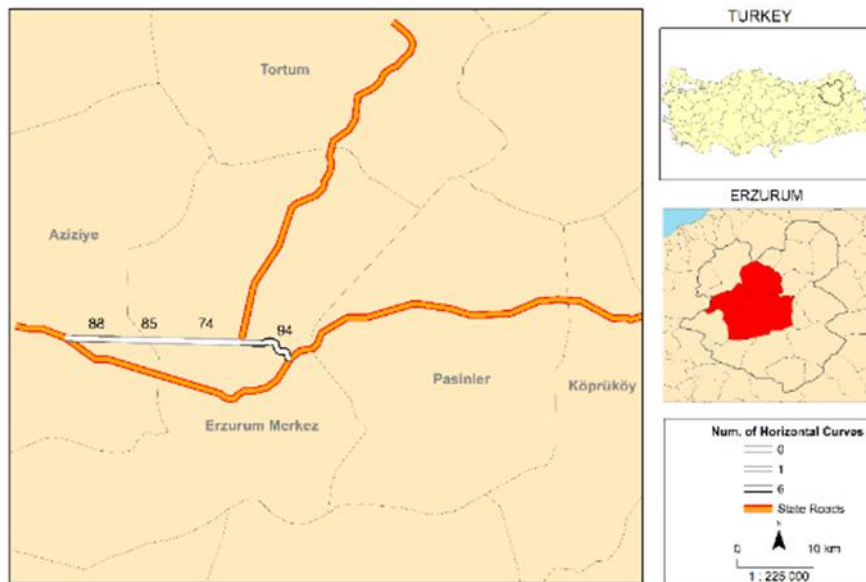 TURKEY
Tortum
ERZURUM
Aziziye
88 85 74 94
Pasinler
Köprüköy
Erzurum Merkez
Num. of Horizontal Curves
0
1
6
State Roads
N
0 10 km
1 : 225 000